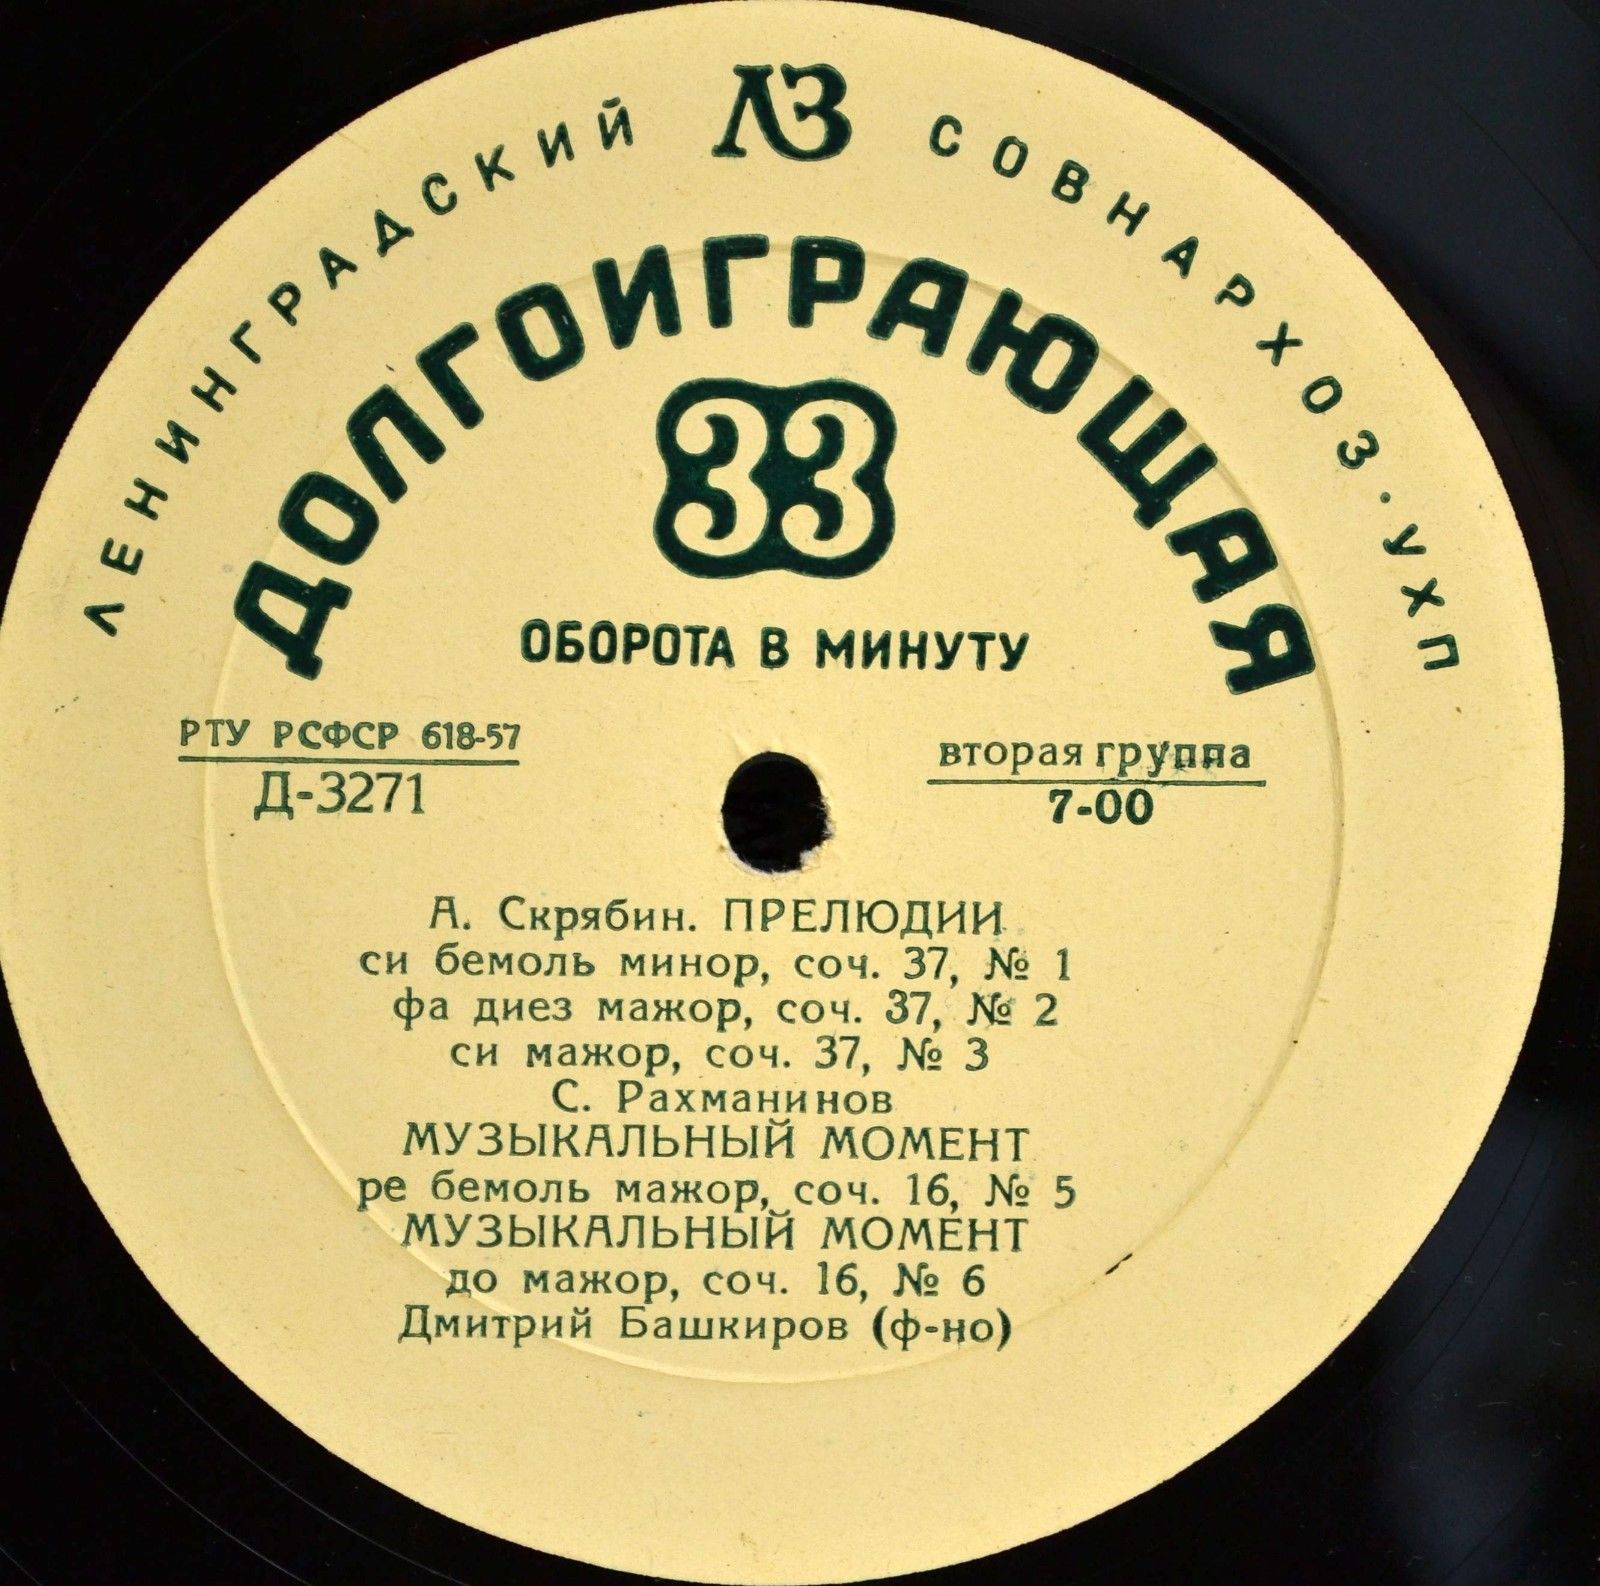 ЛЕНИНГРАДСКИЙ ЛЗ СОВНАРХОЗ · УХП
ДОЛГОИГРАЮЩАЯ
33
ОБОРОТА В МИНУТУ
РТУ РСФСР 618-57
Д-3271
вторая группа
7-00
А. Скрябин. ПРЕЛЮДИИ
си бемоль минор, соч. 37, № 1
фа диез мажор, соч. 37, № 2
си мажор, соч. 37, № 3
С. Рахманинов
МУЗЫКАЛЬНЫЙ МОМЕНТ
ре бемоль мажор, соч. 16, № 5
МУЗЫКАЛЬНЫЙ МОМЕНТ
до мажор, соч. 16, № 6
Дмитрий Башкиров (ф-но)